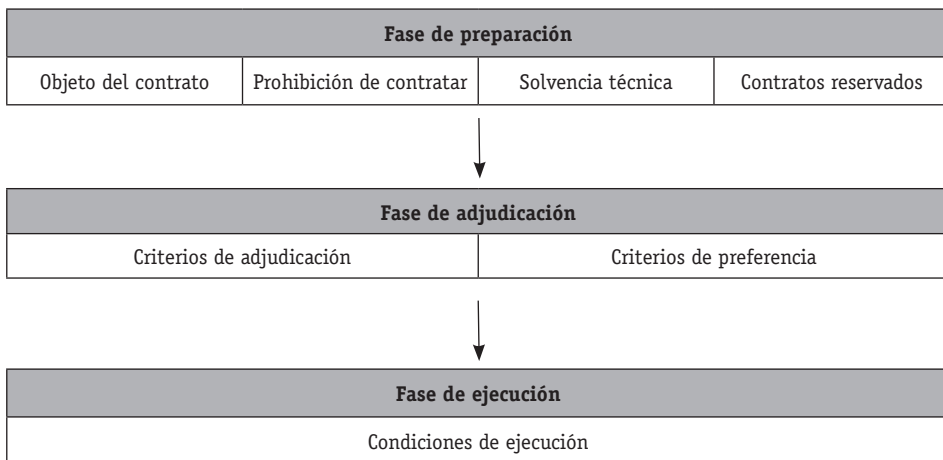 Fase de preparación
Objeto del contrato Prohibición de contratar Solvencia técnica Contratos reservados
Fase de adjudicación
Criterios de adjudicación Criterios de preferencia
Fase de ejecución
Condiciones de ejecución